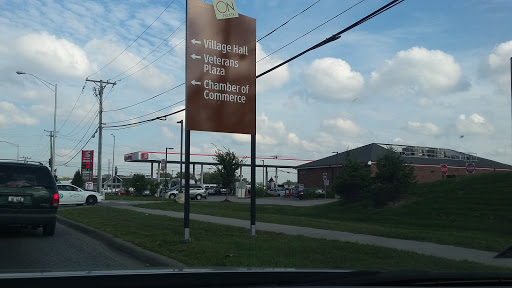 ON
← Village Hall
← Veterans
Plaza
← Chamber of
Commerce